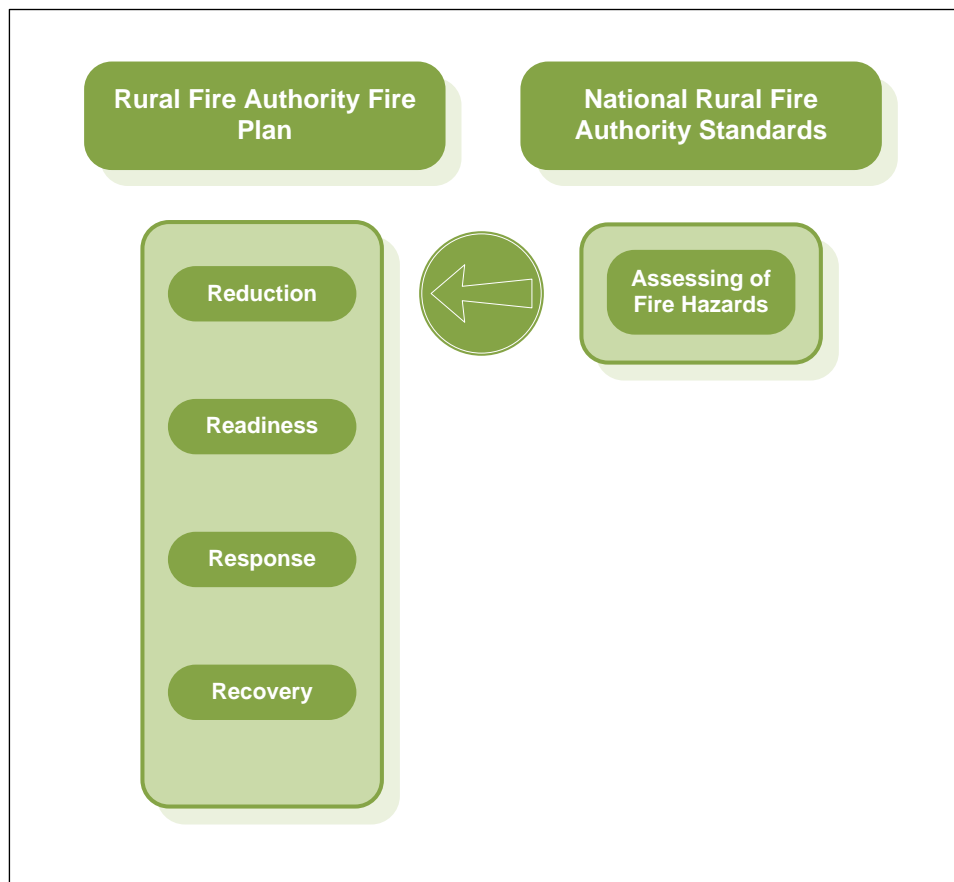 Rural Fire Authority Fire
Plan
National Rural Fire
Authority Standards
Reduction
Assessing of
Fire Hazards
Readiness
Response
Recovery